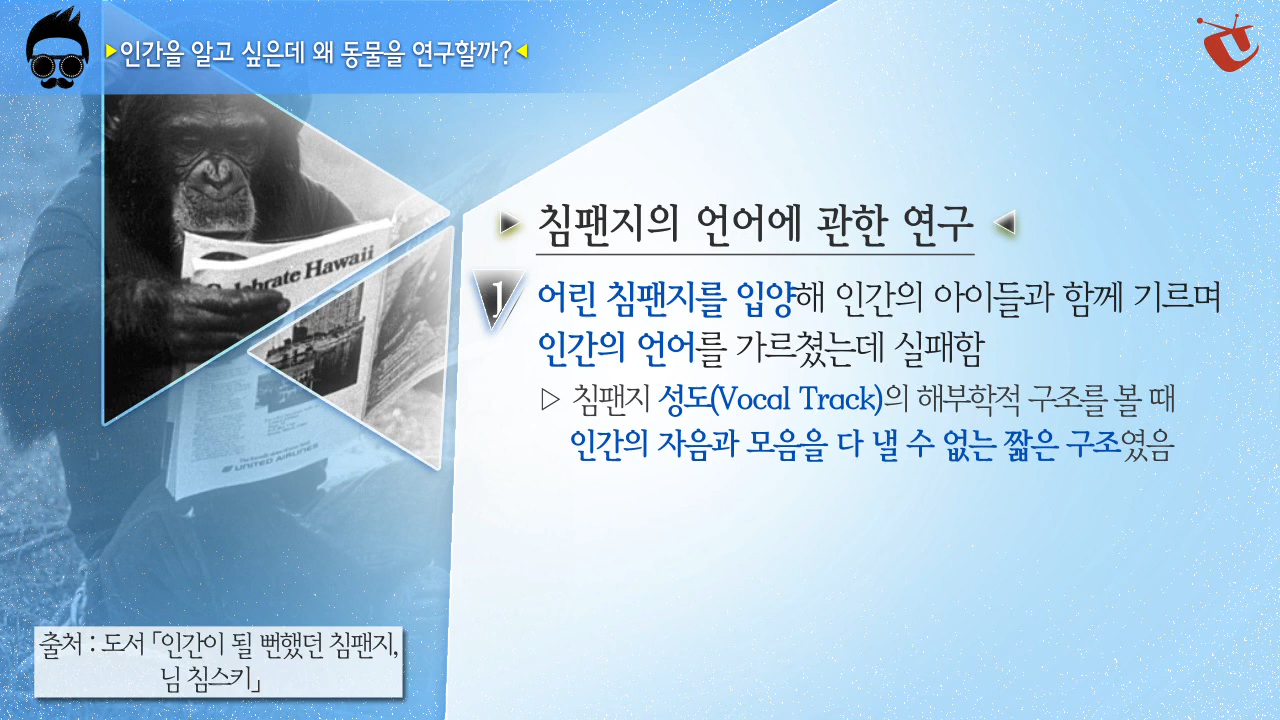 인간을 알고 싶은데 왜 동물을 연구할까?
침팬지의 언어에 관한 연구
1
어린 침팬지를 입양해 인간의 아이들과 함께 기르며
인간의 언어를 가르쳤는데 실패함
▷ 침팬지 성도(Vocal Track)의 해부학적 구조를 볼 때
인간의 자음과 모음을 다 낼 수 없는 짧은 구조였음
Celebrate Hawaii
UNITED AIRLINES
출처 : 도서 「인간이 될 뻔했던 침팬지,
님 침스키」